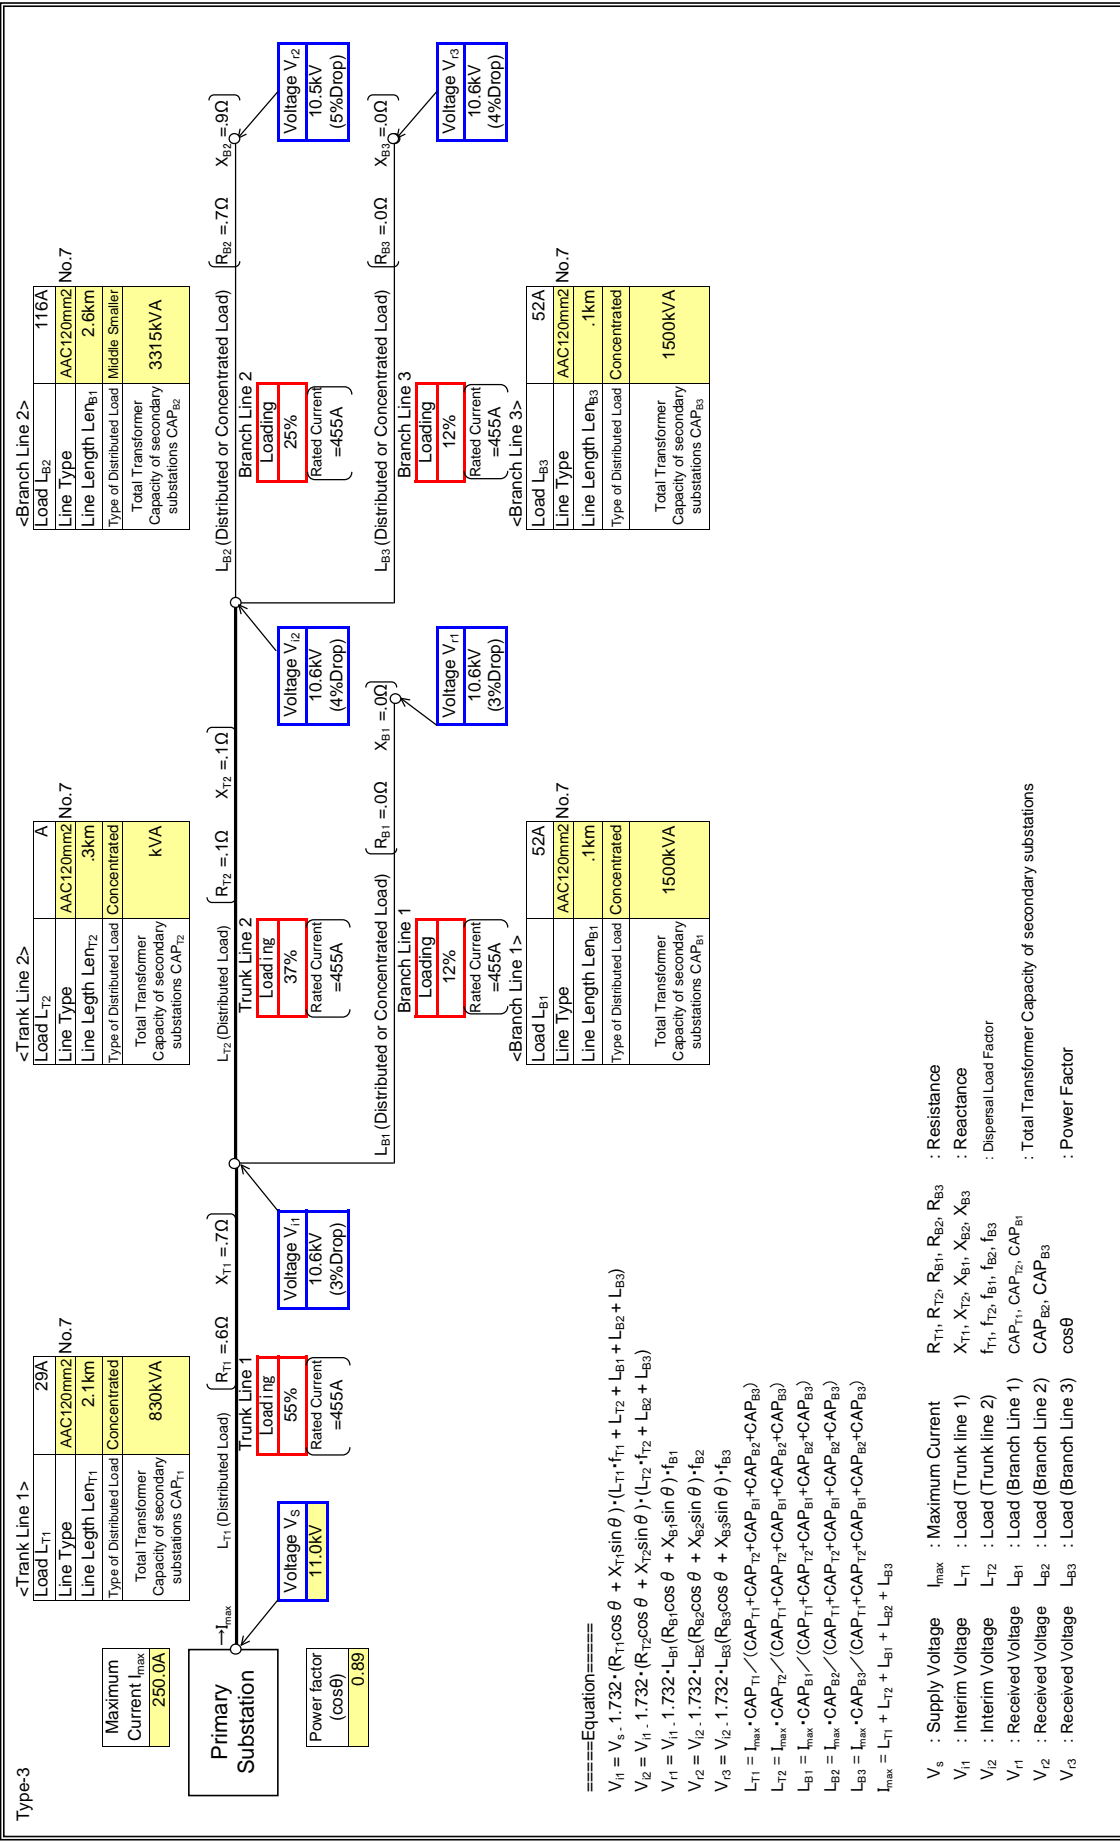 Type-3
Maximum
Current Imax
250.0A
Primary
Substation
Power factor
(cosθ)
0.89
→Imax
Voltage Vs
11.0kV
<Trank Line 1>
Load LT1 29A
Line Type AAC120mm2 No.7
Line Legth LenT1 2.1km
Type of Distributed Load Concentrated
Total Transformer
Capacity of secondary
substations CAPT1
830kVA
LT1 (Distributed Load)
RT1 =.6Ω XT1 =.7Ω
Trunk Line 1
Loading
55%
Rated Current
=455A
Voltage Vi1
10.6kV
(3%Drop)
<Trank Line 2>
Load LT2 A
Line Type AAC120mm2 No.7
Line Legth LenT2 .3km
Type of Distributed Load Concentrated
Total Transformer
Capacity of secondary
substations CAPT2
kVA
LT2 (Distributed Load)
RT2 =.1Ω XT2 =.1Ω
Trunk Line 2
Loading
37%
Rated Current
=455A
Voltage Vi2
10.6kV
(4%Drop)
LB1 (Distributed or Concentrated Load)
RB1 =.0Ω XB1 =.0Ω
Branch Line 1
Loading
12%
Rated Current
=455A
Voltage Vr1
10.6kV
(3%Drop)
<Branch Line 1>
Load LB1 52A
Line Type AAC120mm2 No.7
Line Length LenB1 .1km
Type of Distributed Load Concentrated
Total Transformer
Capacity of secondary
substations CAPB1
1500kVA
<Branch Line 2>
Load LB2 116A
Line Type AAC120mm2 No.7
Line Length LenB1 2.6km
Type of Distributed Load Middle Smaller
Total Transformer
Capacity of secondary
substations CAPB2
3315kVA
LB2 (Distributed or Concentrated Load)
RB2 =.7Ω XB2 =.9Ω
Branch Line 2
Loading
25%
Rated Current
=455A
Voltage Vr2
10.5kV
(5%Drop)
LB3 (Distributed or Concentrated Load)
RB3 =.0Ω XB3 =.0Ω
Branch Line 3
Loading
12%
Rated Current
=455A
Voltage Vr3
10.6kV
(4%Drop)
<Branch Line 3>
Load LB3 52A
Line Type AAC120mm2 No.7
Line Length LenB3 .1km
Type of Distributed Load Concentrated
Total Transformer
Capacity of secondary
substations CAPB3
1500kVA
=====Equation=====
Vi1 = Vs - 1.732・(RT1cos θ + XT1sin θ)・(LT1・fT1 + LT2 + LB1 + LB2 + LB3)
Vi2 = Vi1 - 1.732・(RT2cos θ + XT2sin θ)・(LT2・fT2 + LB2 + LB3)
Vr1 = Vi1 - 1.732・LB1(RB1cos θ + XB1sin θ)・fB1
Vr2 = Vi2 - 1.732・LB2(RB2cos θ + XB2sin θ)・fB2
Vr3 = Vi2 - 1.732・LB3(RB3cos θ + XB3sin θ)・fB3
LT1 = Imax・CAPT1／(CAPT1+CAPT2+CAPB1+CAPB2+CAPB3)
LT2 = Imax・CAPT2／(CAPT1+CAPT2+CAPB1+CAPB2+CAPB3)
LB1 = Imax・CAPB1／(CAPT1+CAPT2+CAPB1+CAPB2+CAPB3)
LB2 = Imax・CAPB2／(CAPT1+CAPT2+CAPB1+CAPB2+CAPB3)
LB3 = Imax・CAPB3／(CAPT1+CAPT2+CAPB1+CAPB2+CAPB3)
Imax = LT1 + LT2 + LB1 + LB2 + LB3
Vs : Supply Voltage Imax : Maximum Current RT1, RT2, RB1, RB2, RB3 : Resistance
Vi1 : Interim Voltage LT1 : Load (Trunk line 1) XT1, XT2, XB1, XB2, XB3 : Reactance
Vi2 : Interim Voltage LT2 : Load (Trunk line 2) fT1, fT2, fB1, fB2, fB3 : Dispersal Load Factor
Vr1 : Received Voltage LB1 : Load (Branch Line 1) CAPT1, CAPT2, CAPB1
Vr2 : Received Voltage LB2 : Load (Branch Line 2) CAPB2, CAPB3 : Total Transformer Capacity of secondary substations
Vr3 : Received Voltage LB3 : Load (Branch Line 3) cosθ : Power Factor